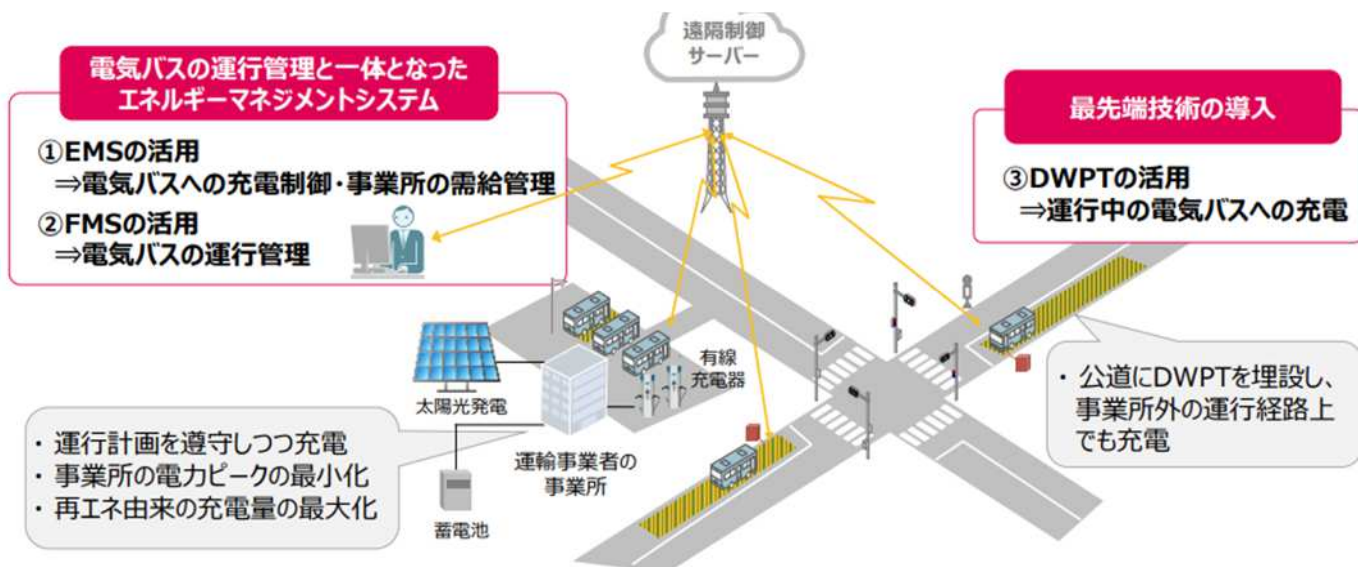 遠隔制御
サーバー
電気バスの運行管理と一体となった
エネルギーマネジメントシステム
①EMSの活用
⇒電気バスへの充電制御・事業所の需給管理
②FMSの活用
⇒電気バスの運行管理
最先端技術の導入
③DWPTの活用
⇒運行中の電気バスへの充電
有線
充電器
太陽光発電
運輸事業者の
事業所
蓄電池
・運行計画を遵守しつつ充電
・事業所の電力ピークの最小化
・再エネ由来の充電量の最大化
・公道にDWPTを埋設し、
事業所外の運行経路上
でも充電